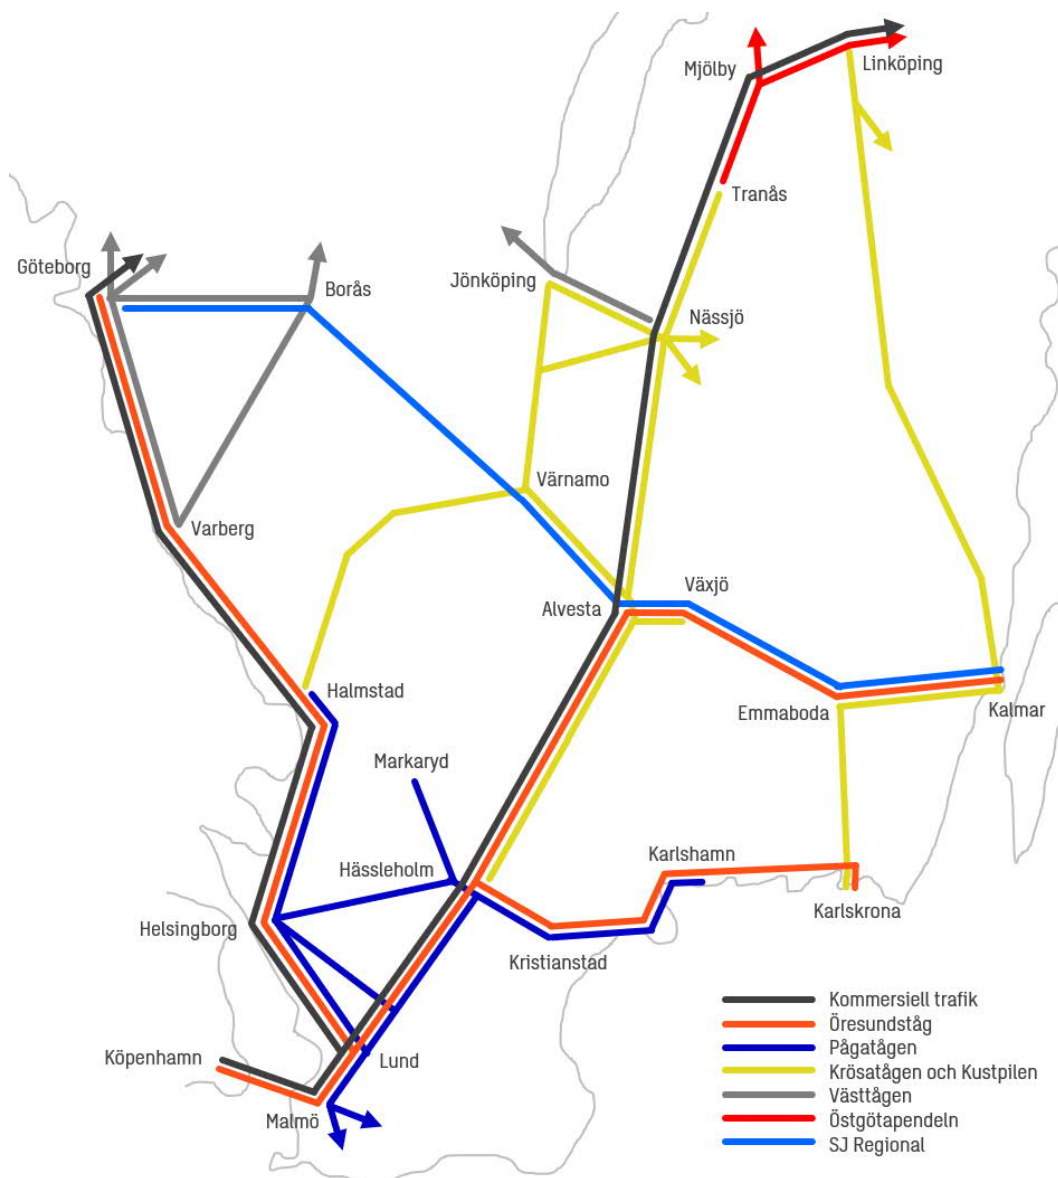 Mjölby
Linköping
Tranås
Göteborg
Borås
Jönköping
Nässjö
Värnamo
Varberg
Växjö
Alvesta
Halmstad
Emmaboda
Kalmar
Markaryd
Karlshamn
Hässleholm
Karlskrona
Helsingborg
Kristianstad
Köpenhamn
Lund
Malmö
Kommersiell trafik
Öresundståg
Pågatågen
Krösatågen och Kustpilen
Västtågen
Östgötapendeln
SJ Regional